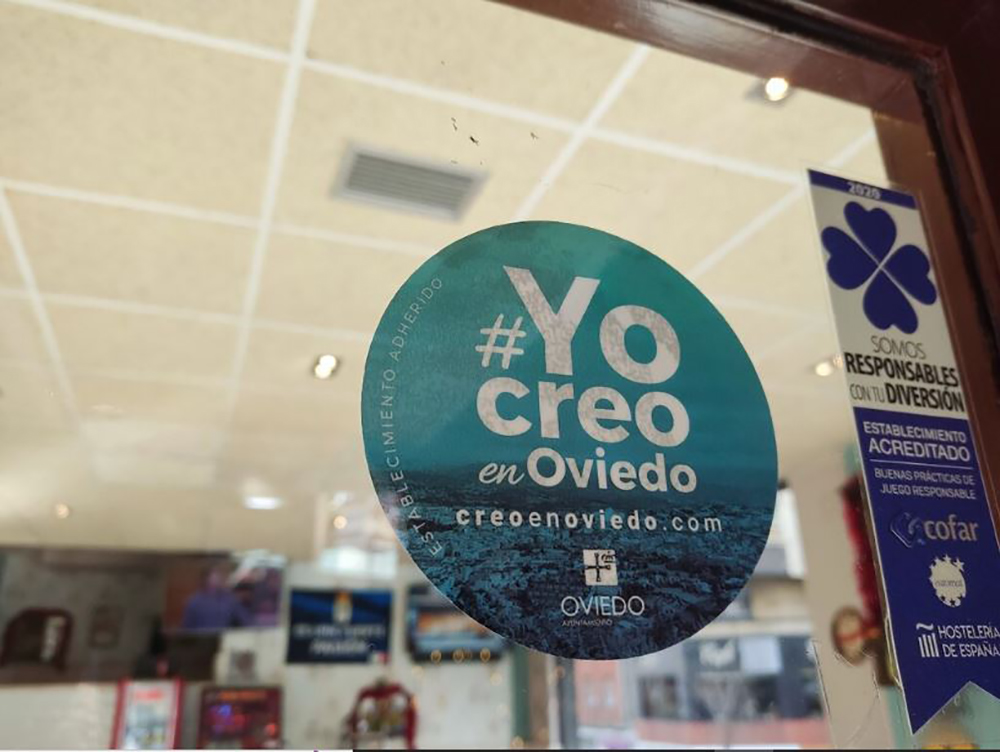 ESTABLECIMIENTO ADHERIDO
#Yo
creo
en Oviedo
creoenoviedo.com
OVIEDO
AYUNTAMIENTO
2020
SOMOS
RESPONSABLES
CON TU DIVERSIÓN
ESTABLECIMIENTO
ACREDITADO
BUENAS PRÁCTICAS DE
JUEGO RESPONSABLE
cofar
HOSTELERÍA
DE ESPAÑA